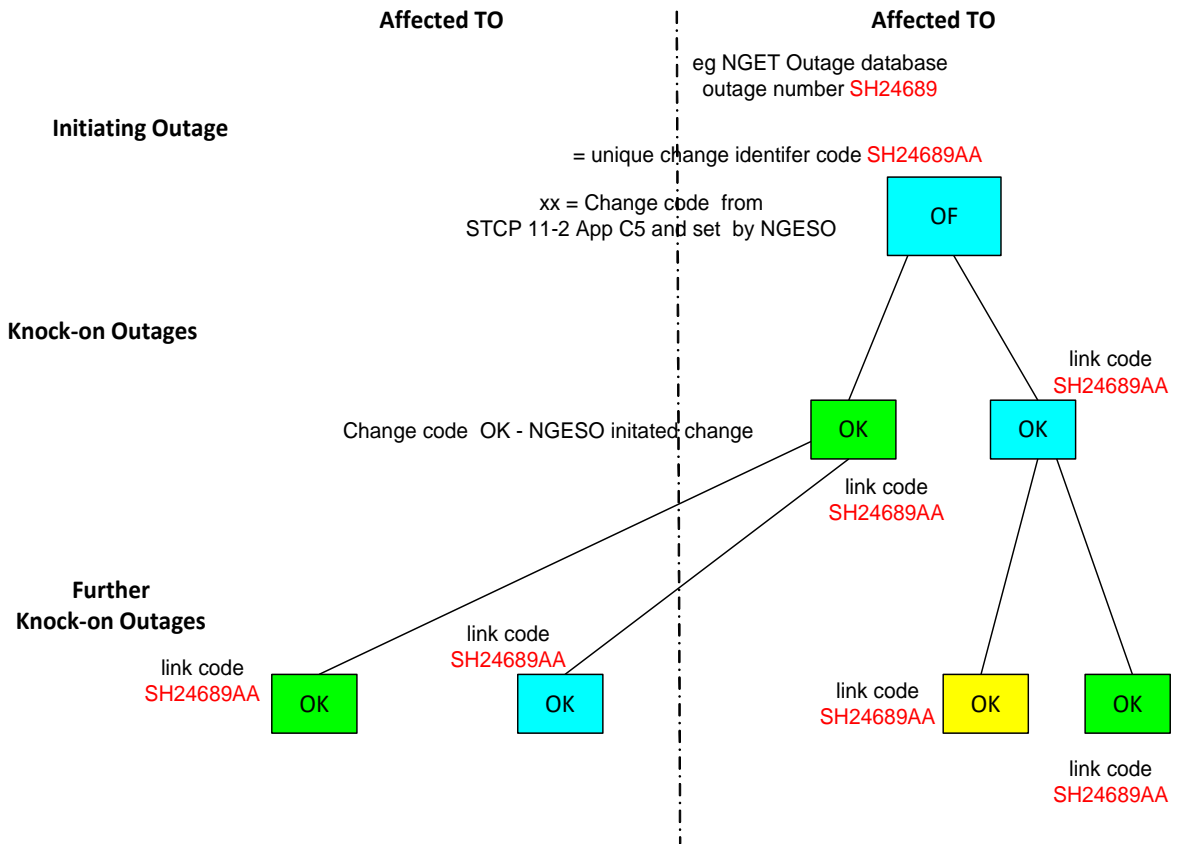 Affected TO
Affected TO
eg NGET Outage database
outage number SH24689
Initiating Outage
= unique change identifer code SH24689AA
xx = Change code from
STCP 11-2 App C5 and set by NGESO
OF
Knock-on Outages
link code
SH24689AA
Change code OK - NGESO initated change
OK
OK
link code
SH24689AA
Further
Knock-on Outages
link code
SH24689AA
OK
link code
SH24689AA
OK
link code
SH24689AA
OK
OK
link code
SH24689AA